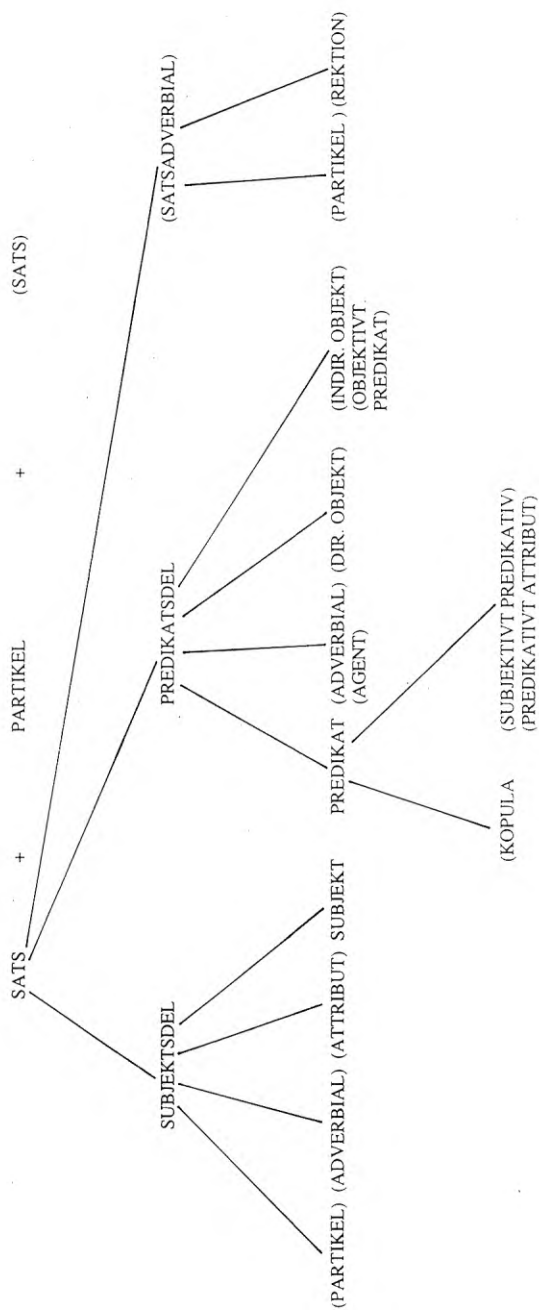 SATS + PARTIKEL + (SATS)
SUBJEKTSDEL PREDIKATSDEL (SATSADVERBIAL)
(PARTIKEL) (ADVERBIAL) (ATTRIBUT) SUBJEKT PREDIKAT (ADVERBIAL) (DIR. OBJEKT) (INDIR. OBJEKT) (PARTIKEL ) (REKTION)
(AGENT) (OBJEKTIVT
PREDIKAT)
(KOPULA (SUBJEKTIVT PREDIKATIV)
(PREDIKATIVT ATTRIBUT)